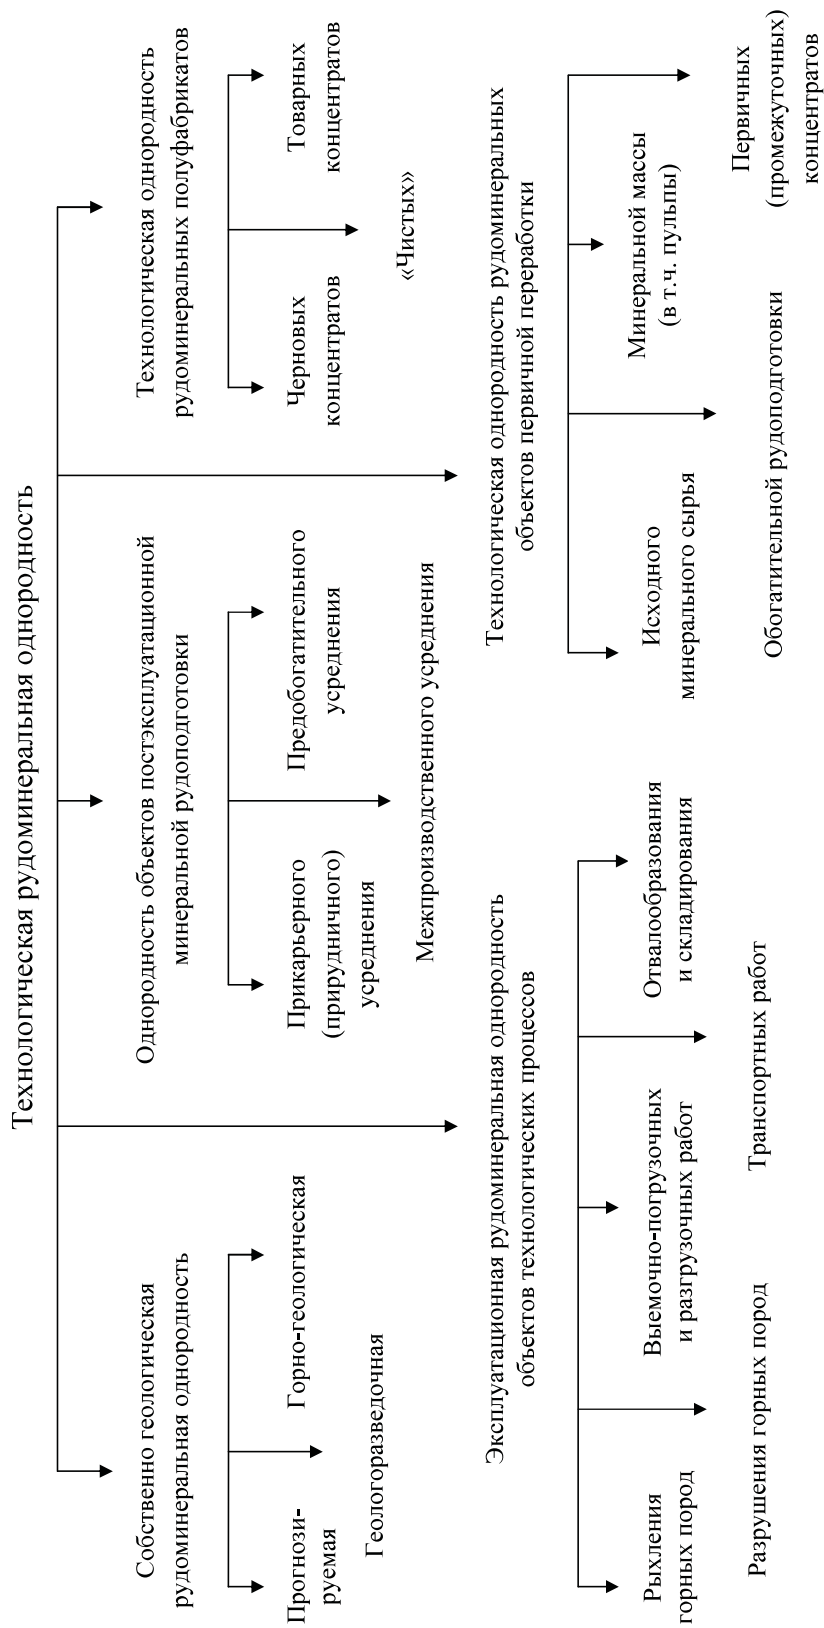 Технологическая рудоминеральная однородность
Собственно геологическая
рудоминеральная однородность
Прогнози-
руемая
Геологоразведочная
Горно-геологическая
Однородность объектов постэксплуатационной
минеральной рудоподготовки
Прикарьерного
(прирудничного)
усреднения
Межпроизводственного усреднения
Предобогатительного
усреднения
Технологическая однородность
рудоминеральных полуфабрикатов
Черновых
концентратов
«Чистых»
Товарных
концентратов
Эксплуатационная рудоминеральная однородность
объектов технологических процессов
Рыхления
горных пород
Разрушения горных пород
Выемочно-погрузочных
и разгрузочных работ
Транспортных работ
Отвалообразования
и складирования
Технологическая однородность рудоминеральных
объектов первичной переработки
Исходного
минерального сырья
Обогатительной рудоподготовки
Минеральной массы
(в т.ч. пульпы)
Первичных
(промежуточных)
концентратов